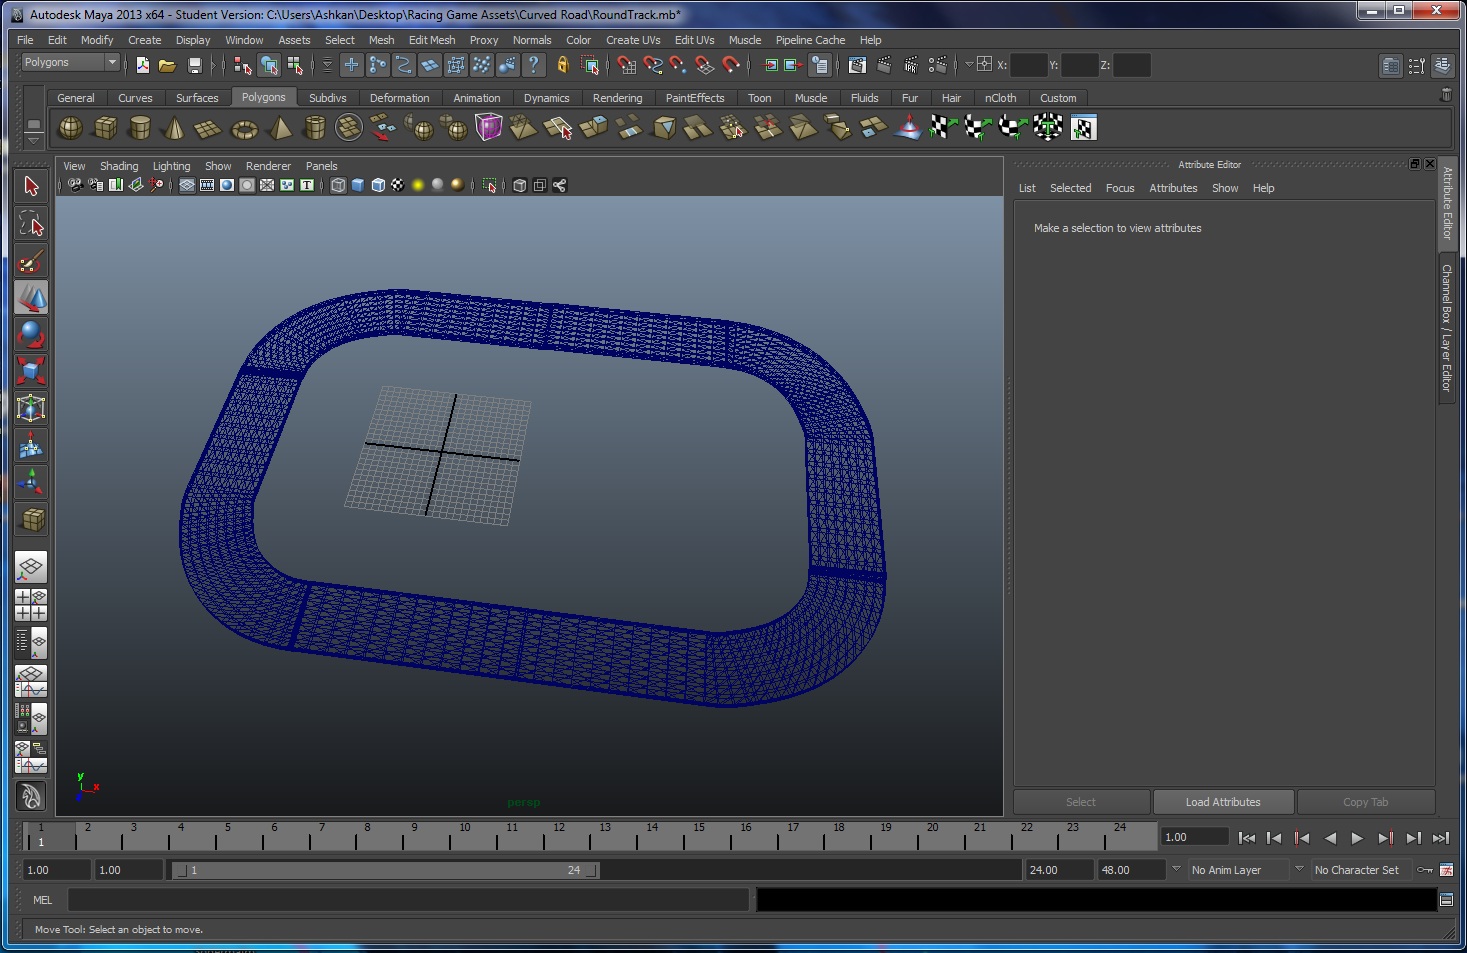 Autodesk Maya 2013 x64 - Student Version: C:\Users\Ashkan\Desktop\Racing Game Assets\Curved Road\RoundTrack.mb*
File Edit Modify Create Display Window Assets Select Mesh Edit Mesh Proxy Normals Color Create UVs Edit UVs Muscle Pipeline Cache Help
Polygons X: Y: Z:
General Curves Surfaces Polygons Subdivs Deformation Animation Dynamics Rendering PaintEffects Toon Muscle Fluids Fur Hair nCloth Custom
View Shading Lighting Show Renderer Panels
Attribute Editor
List Selected Focus Attributes Show Help
Make a selection to view attributes
Attribute Editor
Channel Box / Layer Editor
y
x
persp
Select Load Attributes Copy Tab
1 2 3 4 5 6 7 8 9 10 11 12 13 14 15 16 17 18 19 20 21 22 23 24
1 1.00
1.00 1.00 1 24 24.00 48.00 No Anim Layer No Character Set
MEL
Move Tool: Select an object to move.